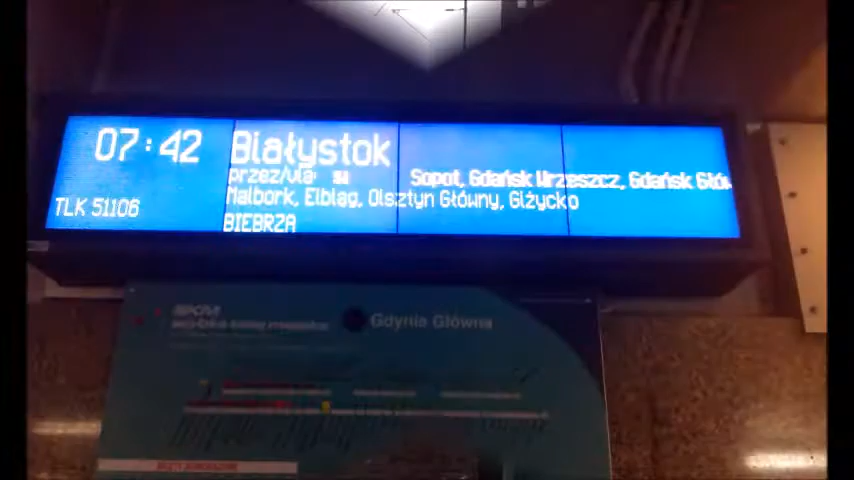 07:42 Białystok
przez/via Sopot, Gdańsk Wrzeszcz, Gdańsk Głów
Malbork, Elbląg, Olsztyn Główny, Giżycko
TLK 51106
BIEBRZA
Gdynia Główna